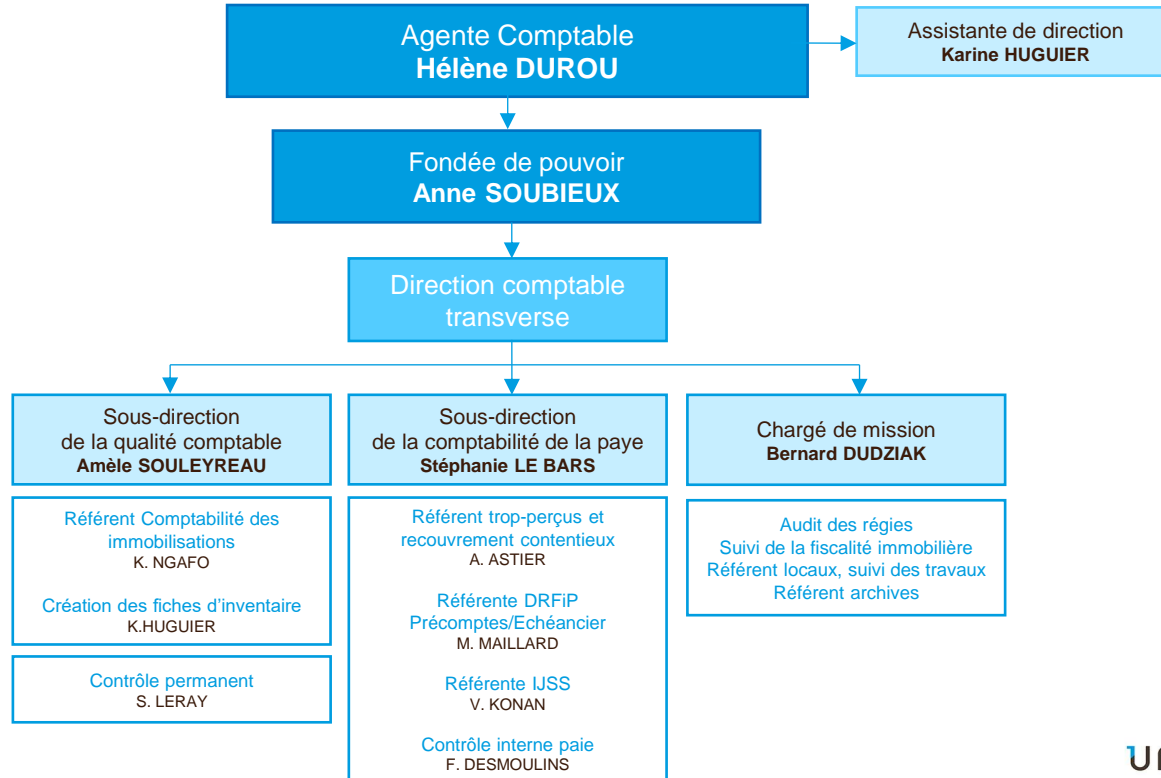 Agente Comptable
Hélène DUROU
Assistante de direction
Karine HUGUIER
Fondée de pouvoir
Anne SOUBIEUX
Direction comptable
transverse
Sous-direction
de la qualité comptable
Amèle SOULEYREAU
Sous-direction
de la comptabilité de la paye
Stéphanie LE BARS
Chargé de mission
Bernard DUDZIAK
Référent Comptabilité des
immobilisations
K. NGAFO
Création des fiches d'inventaire
K.HUGUIER
Contrôle permanent
S. LERAY
Référent trop-perçus et
recouvrement contentieux
A. ASTIER
Référente DRFiP
Précomptes/Echéancier
M. MAILLARD
Référente IJSS
V. KONAN
Contrôle interne paie
F. DESMOULINS
Audit des régies
Suivi de la fiscalité immobilière
Référent locaux, suivi des travaux
Référent archives